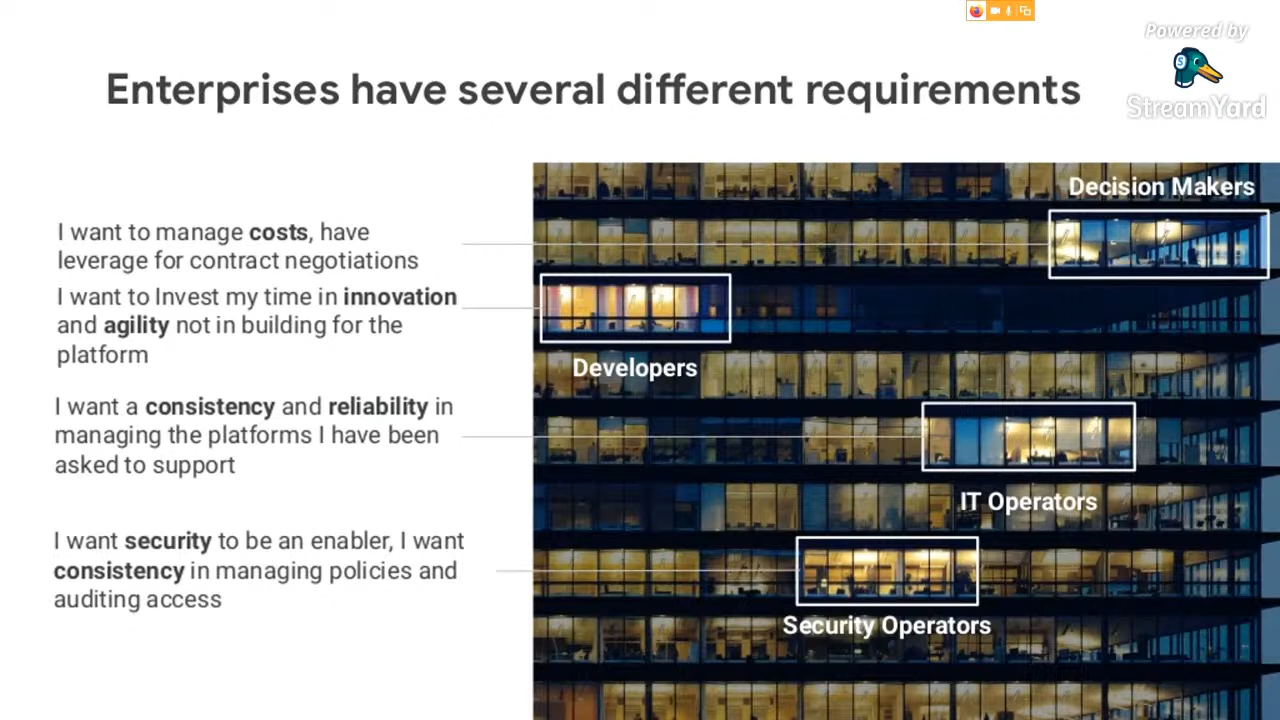 Powered by
StreamYard
Enterprises have several different requirements
Decision Makers
I want to manage costs, have
leverage for contract negotiations
I want to Invest my time in innovation
and agility not in building for the
platform
Developers
I want a consistency and reliability in
managing the platforms I have been
asked to support
IT Operators
I want security to be an enabler, I want
consistency in managing policies and
auditing access
Security Operators